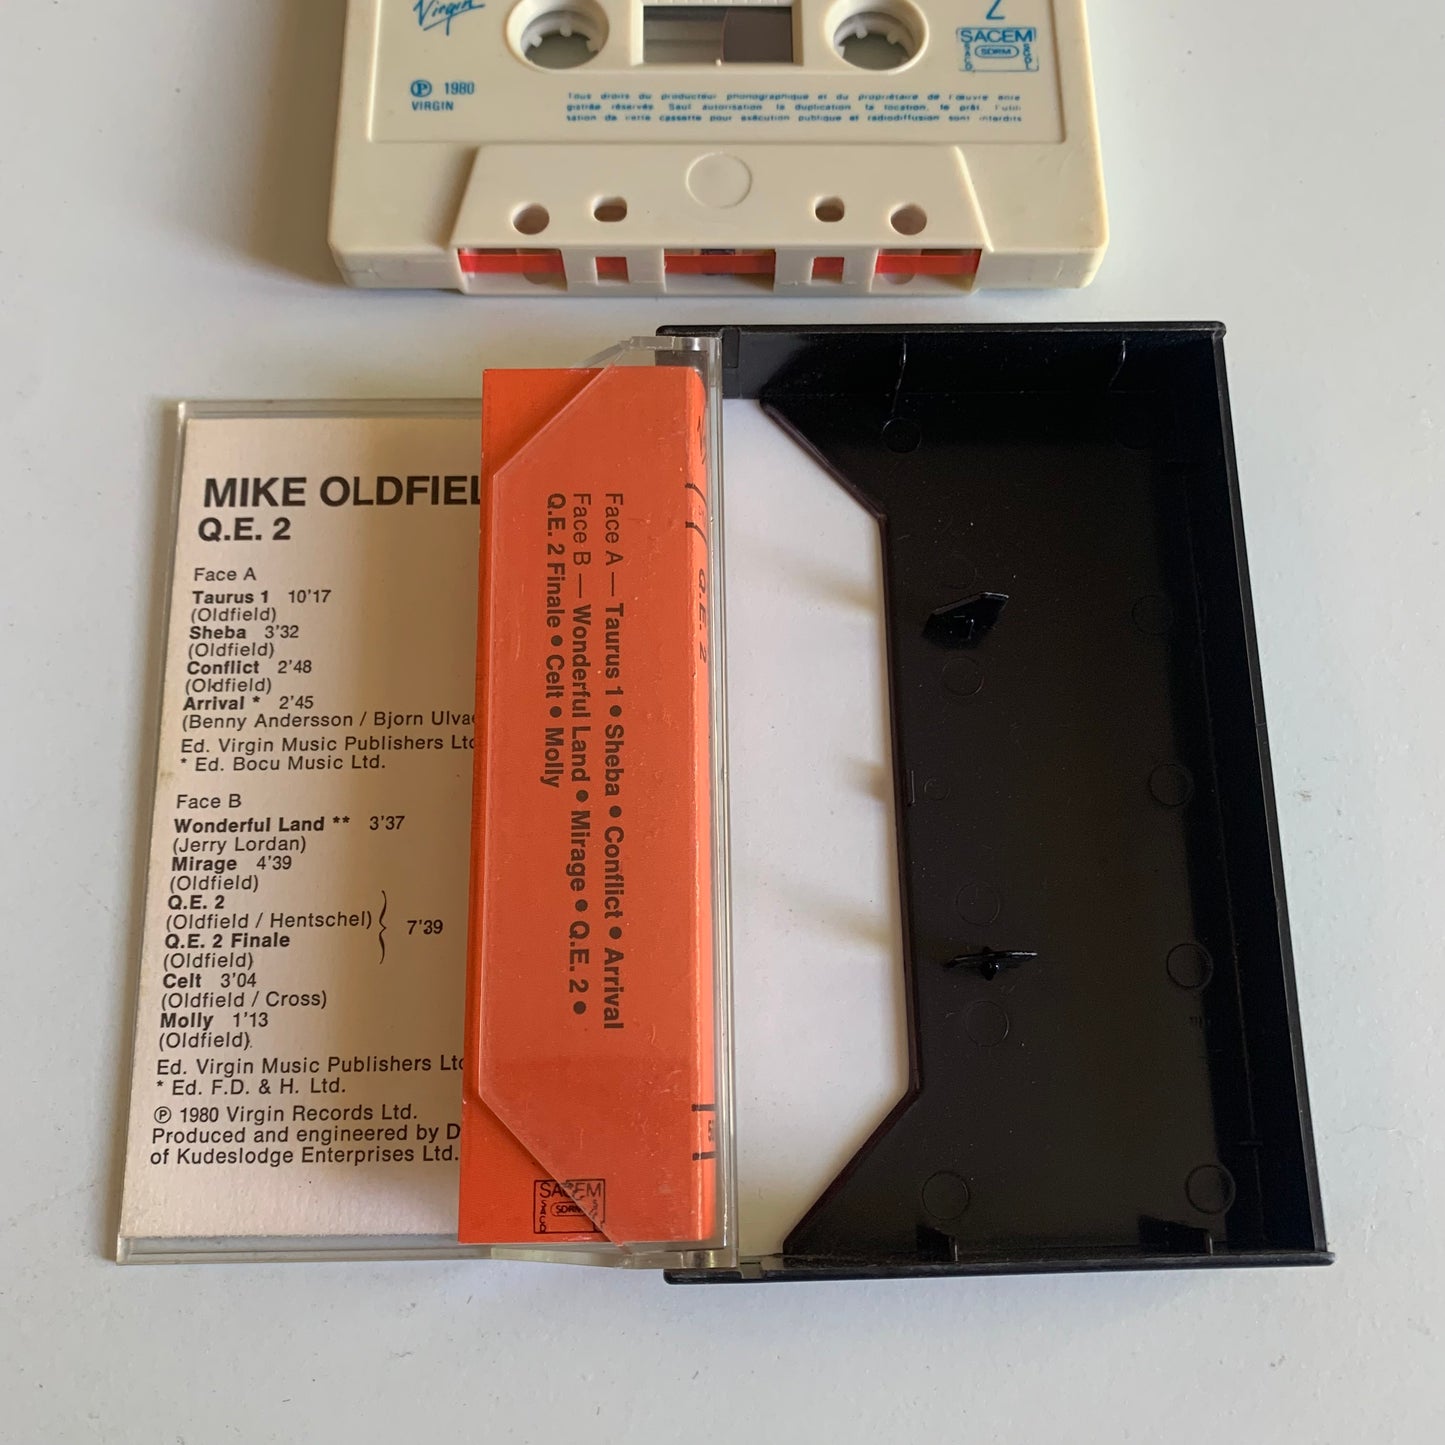 Virgin
2
SACEM
SDRM
Ⓟ 1980
VIRGIN
Tous droits du producteur phonographique et du propriétaire de l'œuvre enre
gistrée réservés. Sauf autorisation la duplication la location, le prêt, l'utili
sation de cette cassette pour exécution publique et radiodiffusion sont interdits
MIKE OLDFIEL
Q.E. 2
Face A
Taurus 1 10'17
(Oldfield)
Sheba 3'32
(Oldfield)
Conflict 2'48
(Oldfield)
Arrival * 2'45
(Benny Andersson / Bjorn Ulvae
Ed. Virgin Music Publishers Ltd
* Ed. Bocu Music Ltd.
Face B
Wonderful Land ** 3'37
(Jerry Lordan)
Mirage 4'39
(Oldfield)
Q.E. 2
(Oldfield / Hentschel)
7'39
Q.E. 2 Finale
(Oldfield)
Celt 3'04
(Oldfield / Cross)
Molly 1'13
(Oldfield)
Ed. Virgin Music Publishers Ltd
* Ed. F.D. & H. Ltd.
Ⓟ 1980 Virgin Records Ltd.
Produced and engineered by D
of Kudeslodge Enterprises Ltd.
Face A — Taurus 1 • Sheba • Conflict • Arrival
Face B — Wonderful Land • Mirage • Q.E. 2 •
Q.E. 2 Finale • Celt • Molly
Q.E. 2
SACEM
SDRM